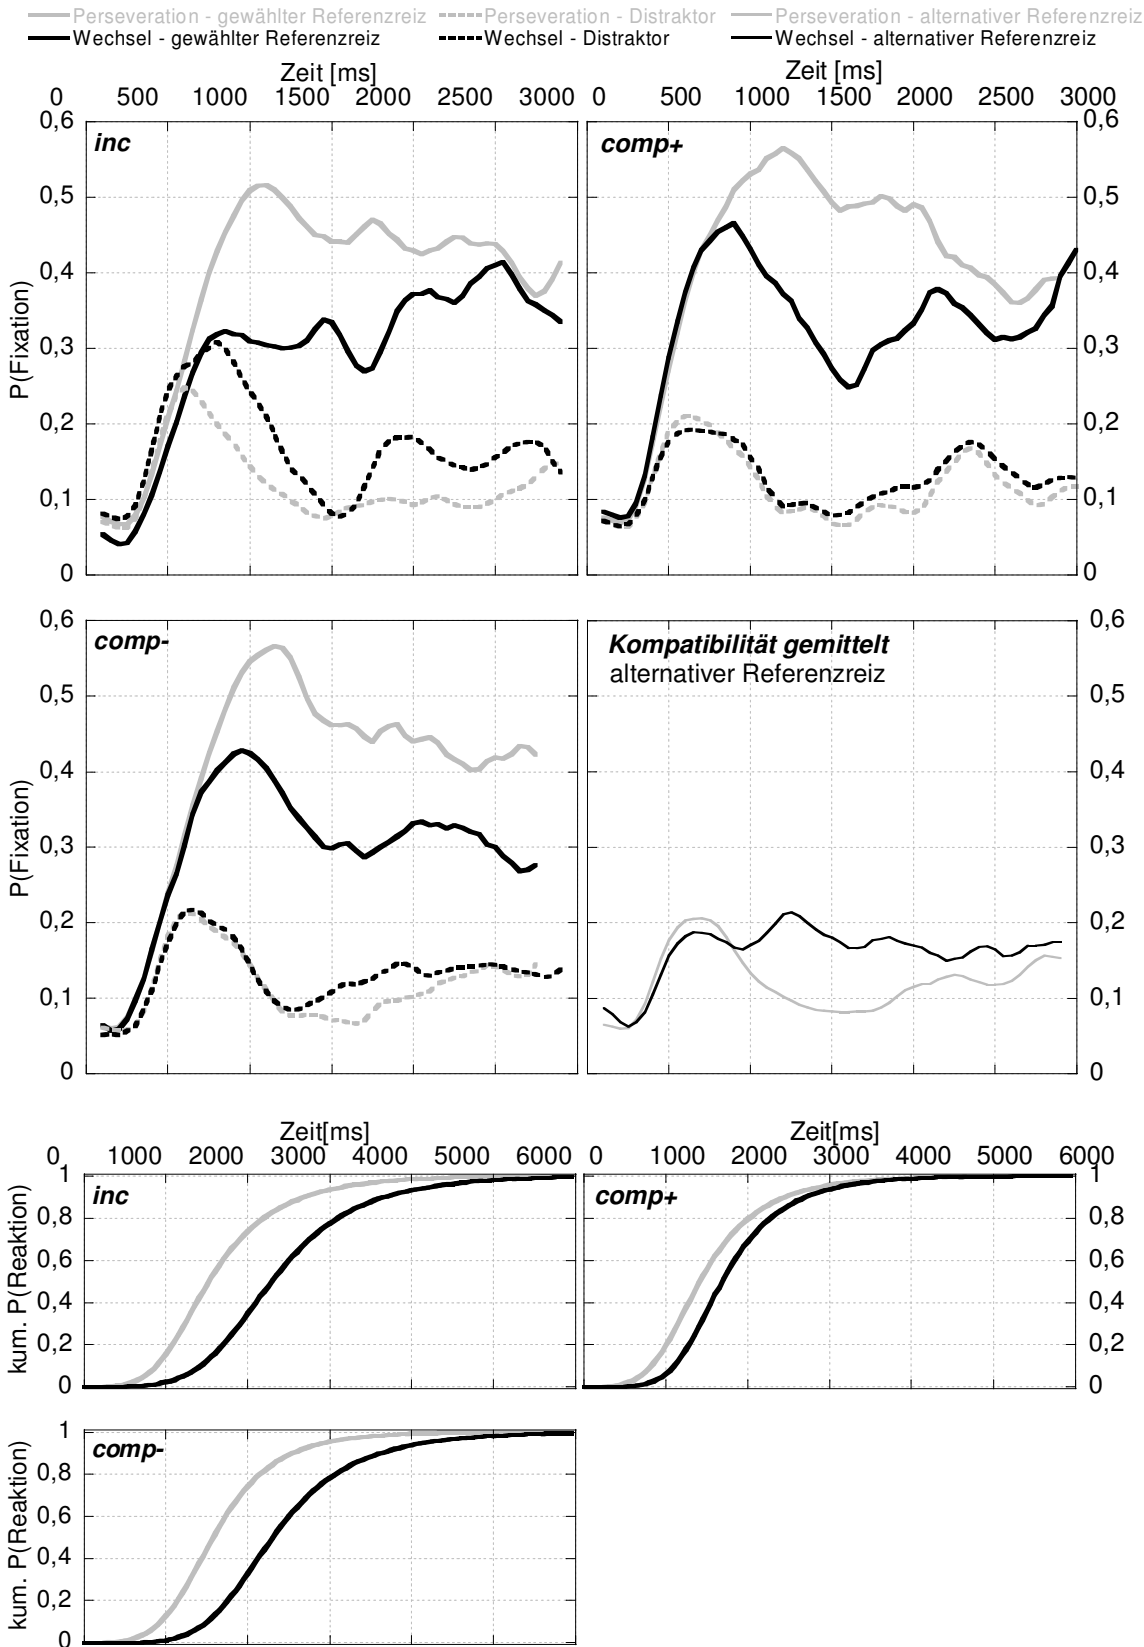 Perseveration - gewählter Referenzreiz Perseveration - Distraktor Perseveration - alternativer Referenzreiz
Wechsel - gewählter Referenzreiz Wechsel - Distraktor Wechsel - alternativer Referenzreiz
Zeit [ms] Zeit [ms]
0 500 1000 1500 2000 2500 3000 0 500 1000 1500 2000 2500 3000
0,6 inc comp+ 0,6
0,5 0,5
0,4 0,4
P(Fixation)
0,3 0,3
0,2 0,2
0,1 0,1
0 0
0,6 comp- Kompatibilität gemittelt 0,6
alternativer Referenzreiz
0,5 0,5
0,4 0,4
P(Fixation)
0,3 0,3
0,2 0,2
0,1 0,1
0 0
Zeit[ms] Zeit[ms]
0 1000 2000 3000 4000 5000 6000 0 1000 2000 3000 4000 5000 6000
1 inc comp+ 1
0,8 0,8
kum. P(Reaktion)
0,6 0,6
0,4 0,4
0,2 0,2
0 0
1 comp-
0,8
kum. P(Reaktion)
0,6
0,4
0,2
0